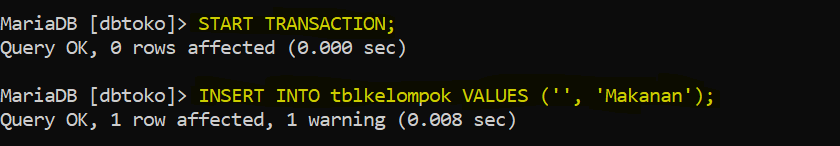 MariaDB [dbtoko]> START TRANSACTION;
Query OK, 0 rows affected (0.000 sec)
MariaDB [dbtoko]> INSERT INTO tblkelompok VALUES ('', 'Makanan');
Query OK, 1 row affected, 1 warning (0.008 sec)